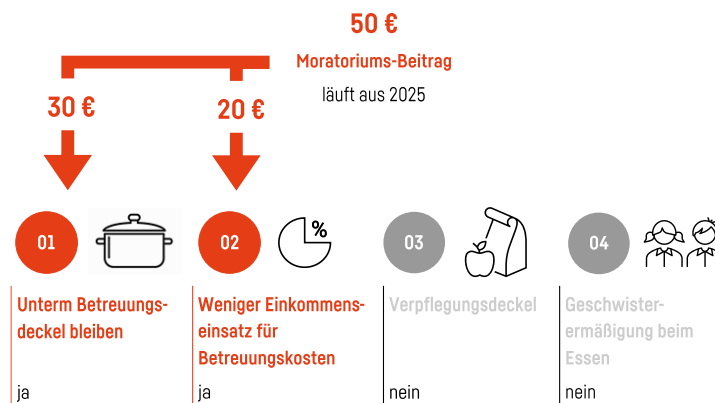 50 €
Moratoriums-Beitrag
läuft aus 2025
30 €
20 €
01
%
02
03
04
Unterm Betreuungs-
deckel bleiben
ja
Weniger Einkommens-
einsatz für
Betreuungskosten
ja
Verpflegungsdeckel
nein
Geschwister-
ermäßigung beim
Essen
nein